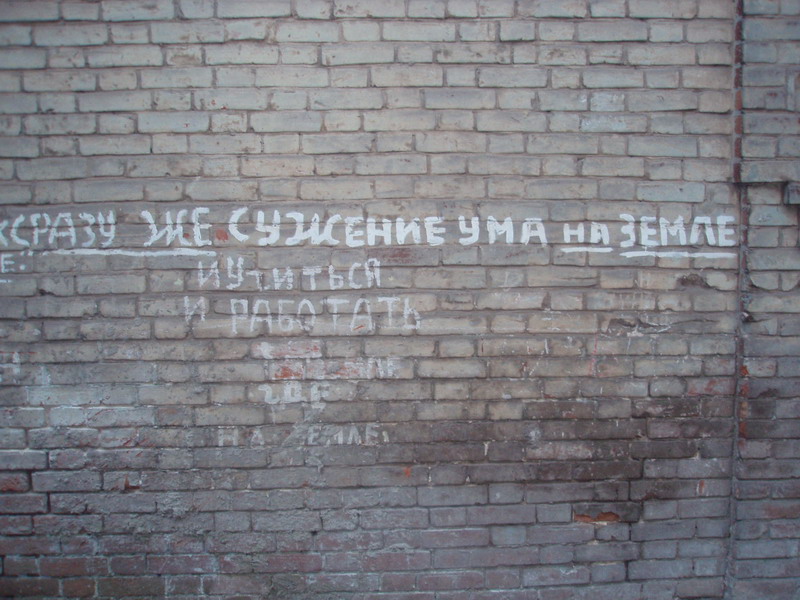 СРАЗУ ЖЕ СУЖЕНИЕ УМА НА ЗЕМЛЕ
Е."
И УЧИТЬСЯ
И РАБОТАТЬ
НА ЗЕМЛЕ.